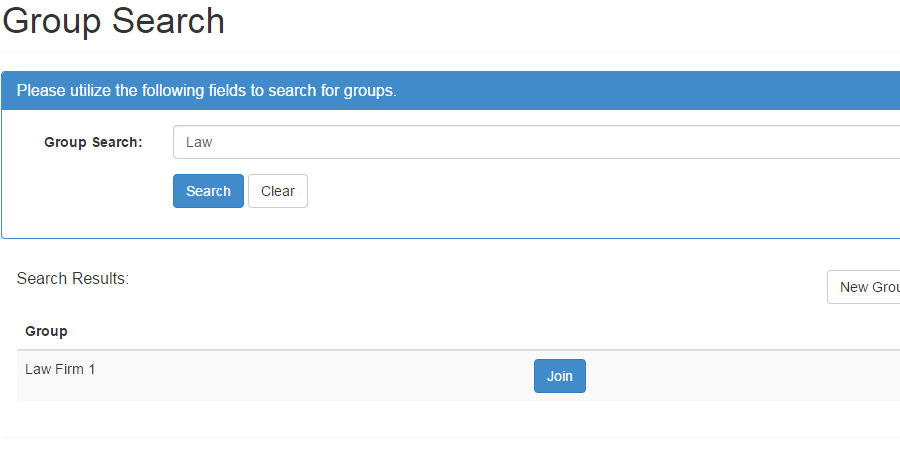 Group Search
Please utilize the following fields to search for groups.
Group Search: Law
Search Clear
Search Results: New
Group
Law Firm 1 Join